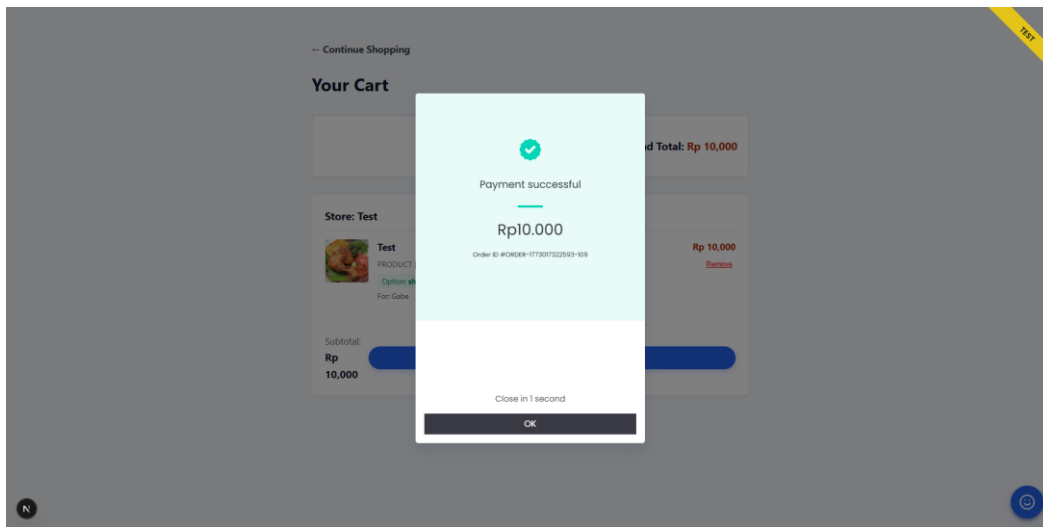 TEST
← Continue Shopping
Your Cart
d Total: Rp 10,000
Payment successful
Rp10.000
Order ID #ORDER-1773017322593-109
Store: Test
Test
Rp 10,000
PRODUCT
Remove
Option: sh
For: Gabe
Subtotal:
Rp
10,000
Close in 1 second
OK
N